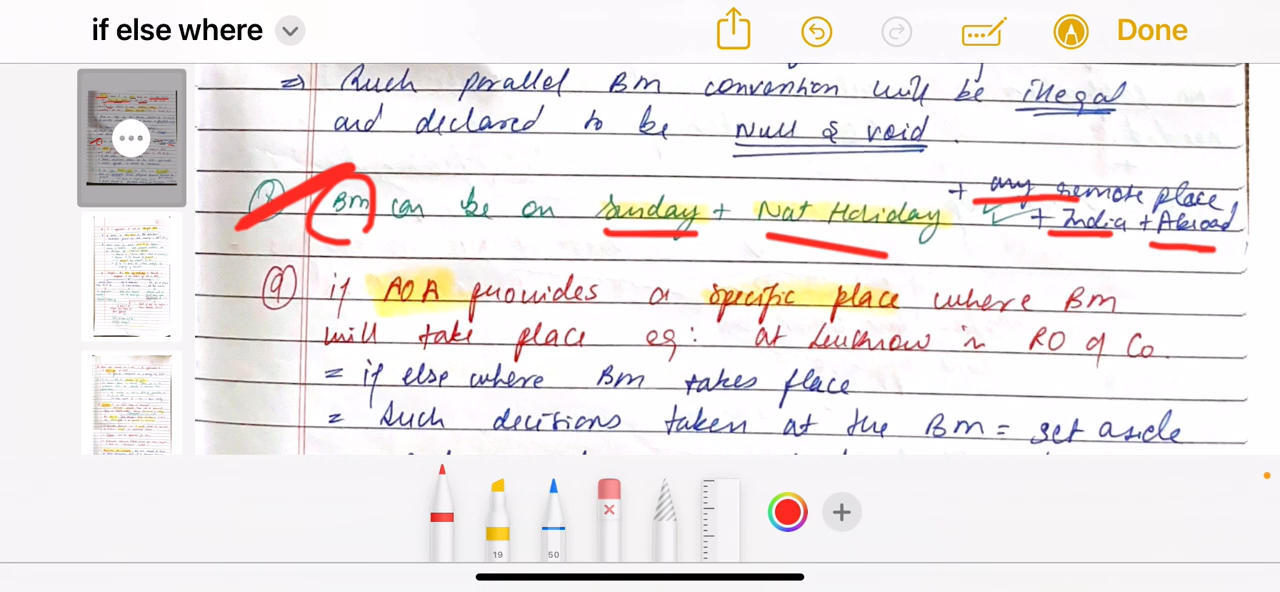 if else where
Done
⇒ Such parallel BM convention will be illegal
and declared to be Null & void
BM can be on Sunday + Nat Holiday + any remote place
+ India + Abroad
9 if AOA provides a specific place where BM
will take place eg: at Lucknow in RO of Co.
= if else where BM takes place
= Such decisions taken at the BM = set aside
19
50